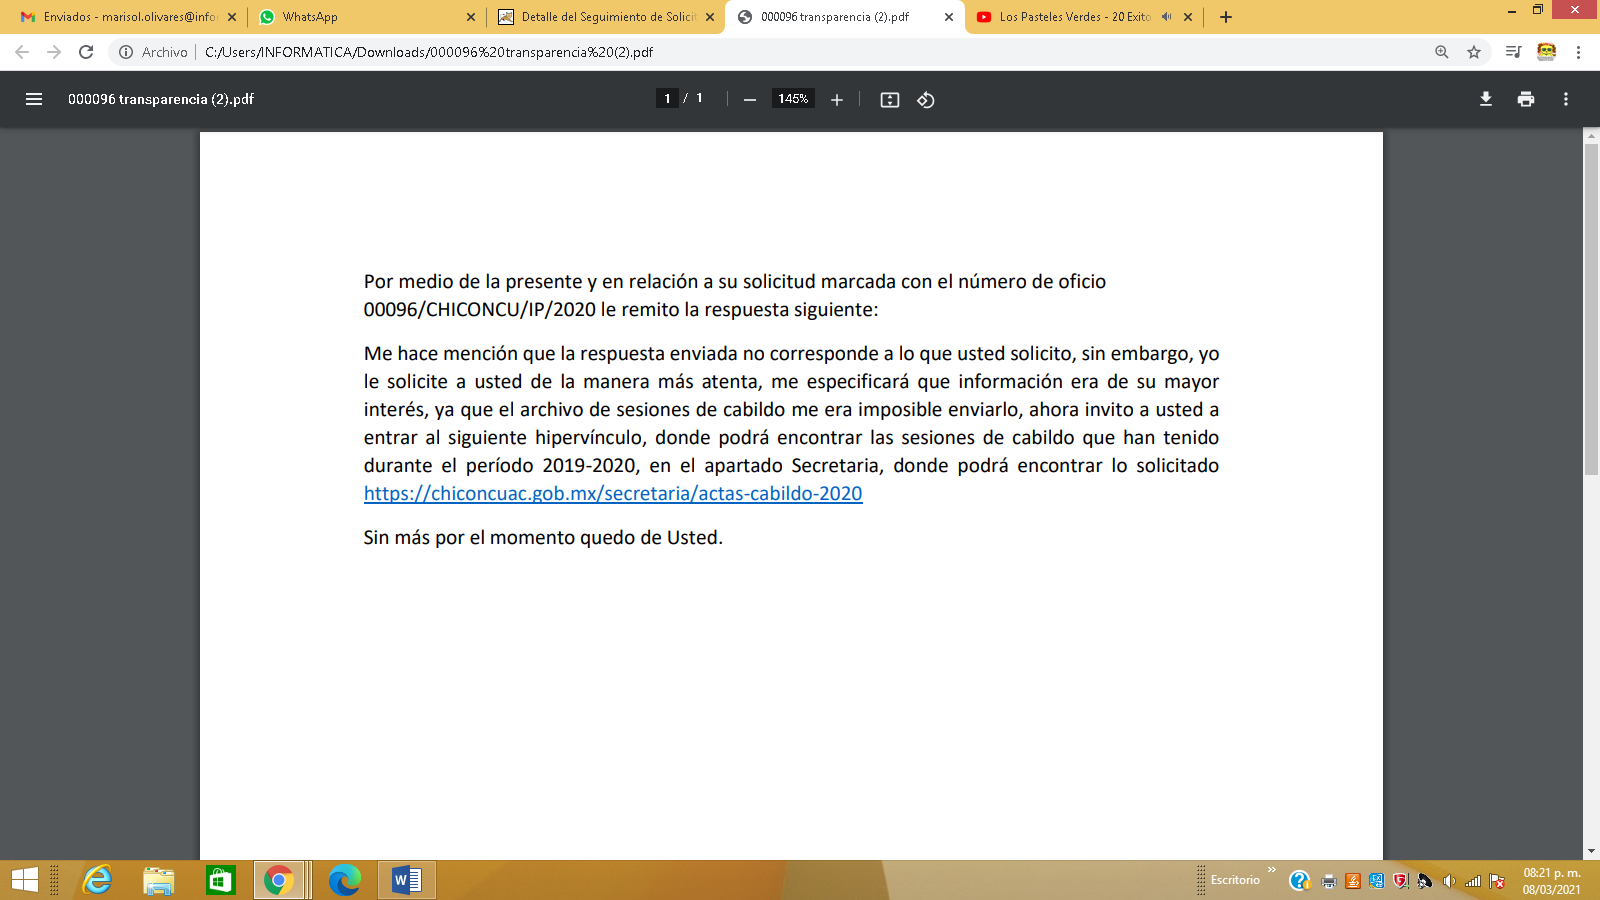 Enviados - marisol.olivares@info
WhatsApp
Detalle del Seguimiento de Solicit
000096 transparencia (2).pdf
Los Pasteles Verdes - 20 Exito
Archivo
C:/Users/INFORMATICA/Downloads/000096%20transparencia%20(2).pdf
000096 transparencia (2).pdf
1 / 1
145%
Por medio de la presente y en relación a su solicitud marcada con el número de oficio
00096/CHICONCU/IP/2020 le remito la respuesta siguiente:
Me hace mención que la respuesta enviada no corresponde a lo que usted solicito, sin embargo, yo
le solicite a usted de la manera más atenta, me especificará que información era de su mayor
interés, ya que el archivo de sesiones de cabildo me era imposible enviarlo, ahora invito a usted a
entrar al siguiente hipervínculo, donde podrá encontrar las sesiones de cabildo que han tenido
durante el período 2019-2020, en el apartado Secretaria, donde podrá encontrar lo solicitado
https://chiconcuac.gob.mx/secretaria/actas-cabildo-2020
Sin más por el momento quedo de Usted.
Escritorio
08:21 p. m.
08/03/2021